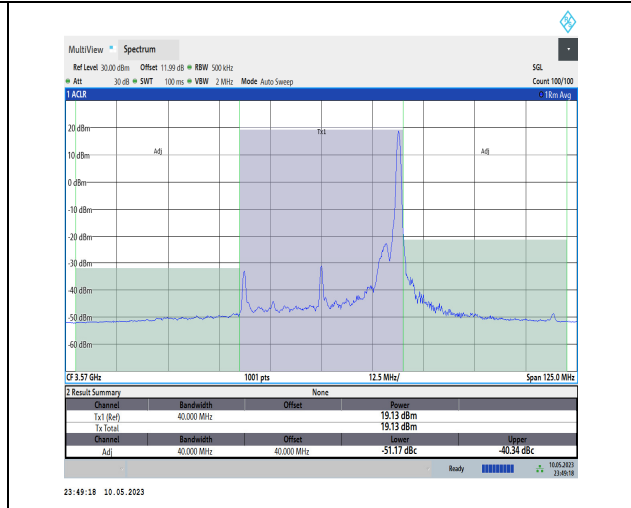 MultiView Spectrum
Ref Level 30.00 dBm Offset 11.99 dB RBW 500 kHz SGL
Att 30 dB SWT 100 ms VBW 2 MHz Mode Auto Sweep Count 100/100
1 ACLR 1Rm Avg
Tx1
20 dBm
Adj Adj
10 dBm
0 dBm
-10 dBm
-20 dBm
-30 dBm
-40 dBm
-50 dBm
-60 dBm
CF 3.57 GHz 1001 pts 12.5 MHz/ Span 125.0 MHz
2 Result Summary None
Channel Bandwidth Offset Power
Tx1 (Ref) 40.000 MHz 19.13 dBm
Tx Total 19.13 dBm
Channel Bandwidth Offset Lower Upper
Adj 40.000 MHz 40.000 MHz -51.17 dBc -40.34 dBc
Ready 10.05.2023
23:49:18
23:49:18 10.05.2023